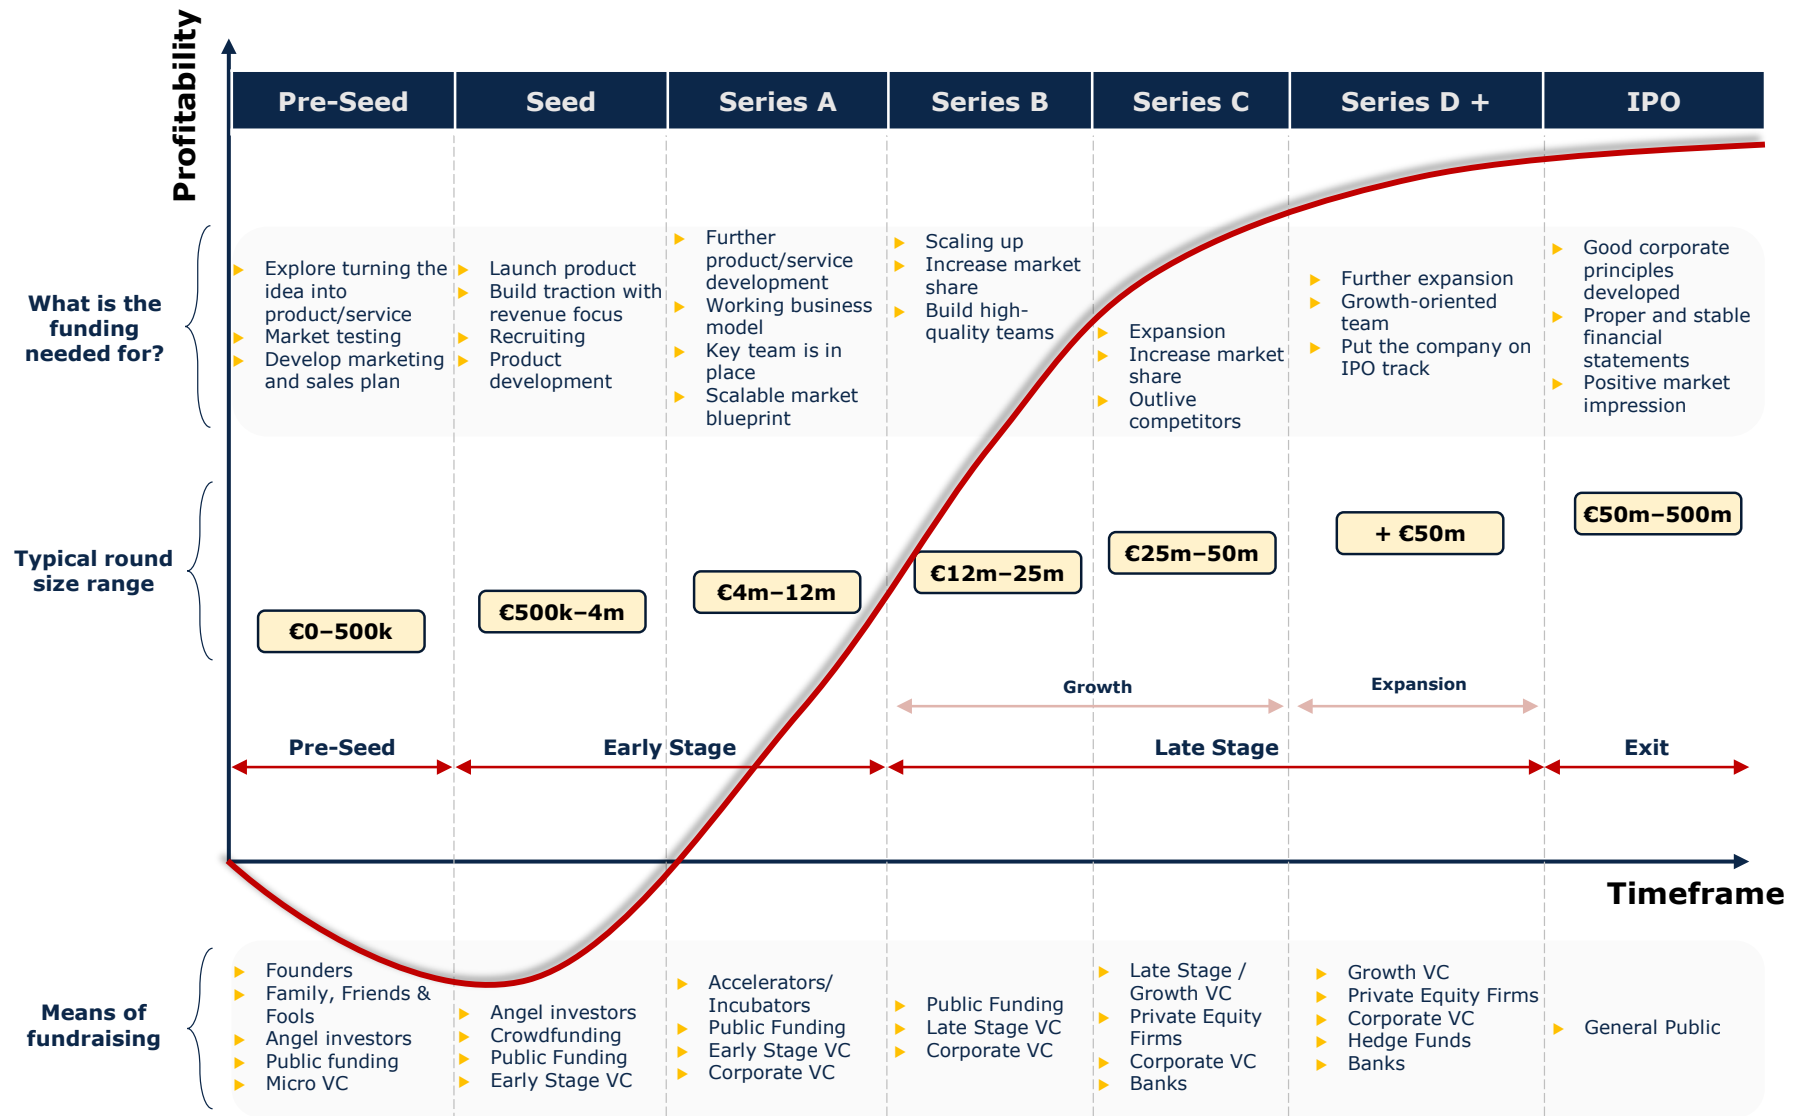 Profitability
Pre-Seed
Seed
Series A
Series B
Series C
Series D +
IPO
What is the
funding
needed for?
Explore turning the
idea into
product/service
Market testing
Develop marketing
and sales plan
Launch product
Build traction with
revenue focus
Recruiting
Product
development
Further
product/service
development
Working business
model
Key team is in
place
Scalable market
blueprint
Scaling up
Increase market
share
Build high-
quality teams
Expansion
Increase market
share
Outlive
competitors
Further expansion
Growth-oriented
team
Put the company on
IPO track
Good corporate
principles
developed
Proper and stable
financial
statements
Positive market
impression
Typical round
size range
€0–500k
€500k–4m
€4m–12m
€12m–25m
€25m–50m
+ €50m
€50m–500m
Growth
Expansion
Pre-Seed
Early Stage
Late Stage
Exit
Timeframe
Means of
fundraising
Founders
Family, Friends &
Fools
Angel investors
Public funding
Micro VC
Angel investors
Crowdfunding
Public Funding
Early Stage VC
Accelerators/
Incubators
Public Funding
Early Stage VC
Corporate VC
Public Funding
Late Stage VC
Corporate VC
Late Stage /
Growth VC
Private Equity
Firms
Corporate VC
Banks
Growth VC
Private Equity Firms
Corporate VC
Hedge Funds
Banks
General Public